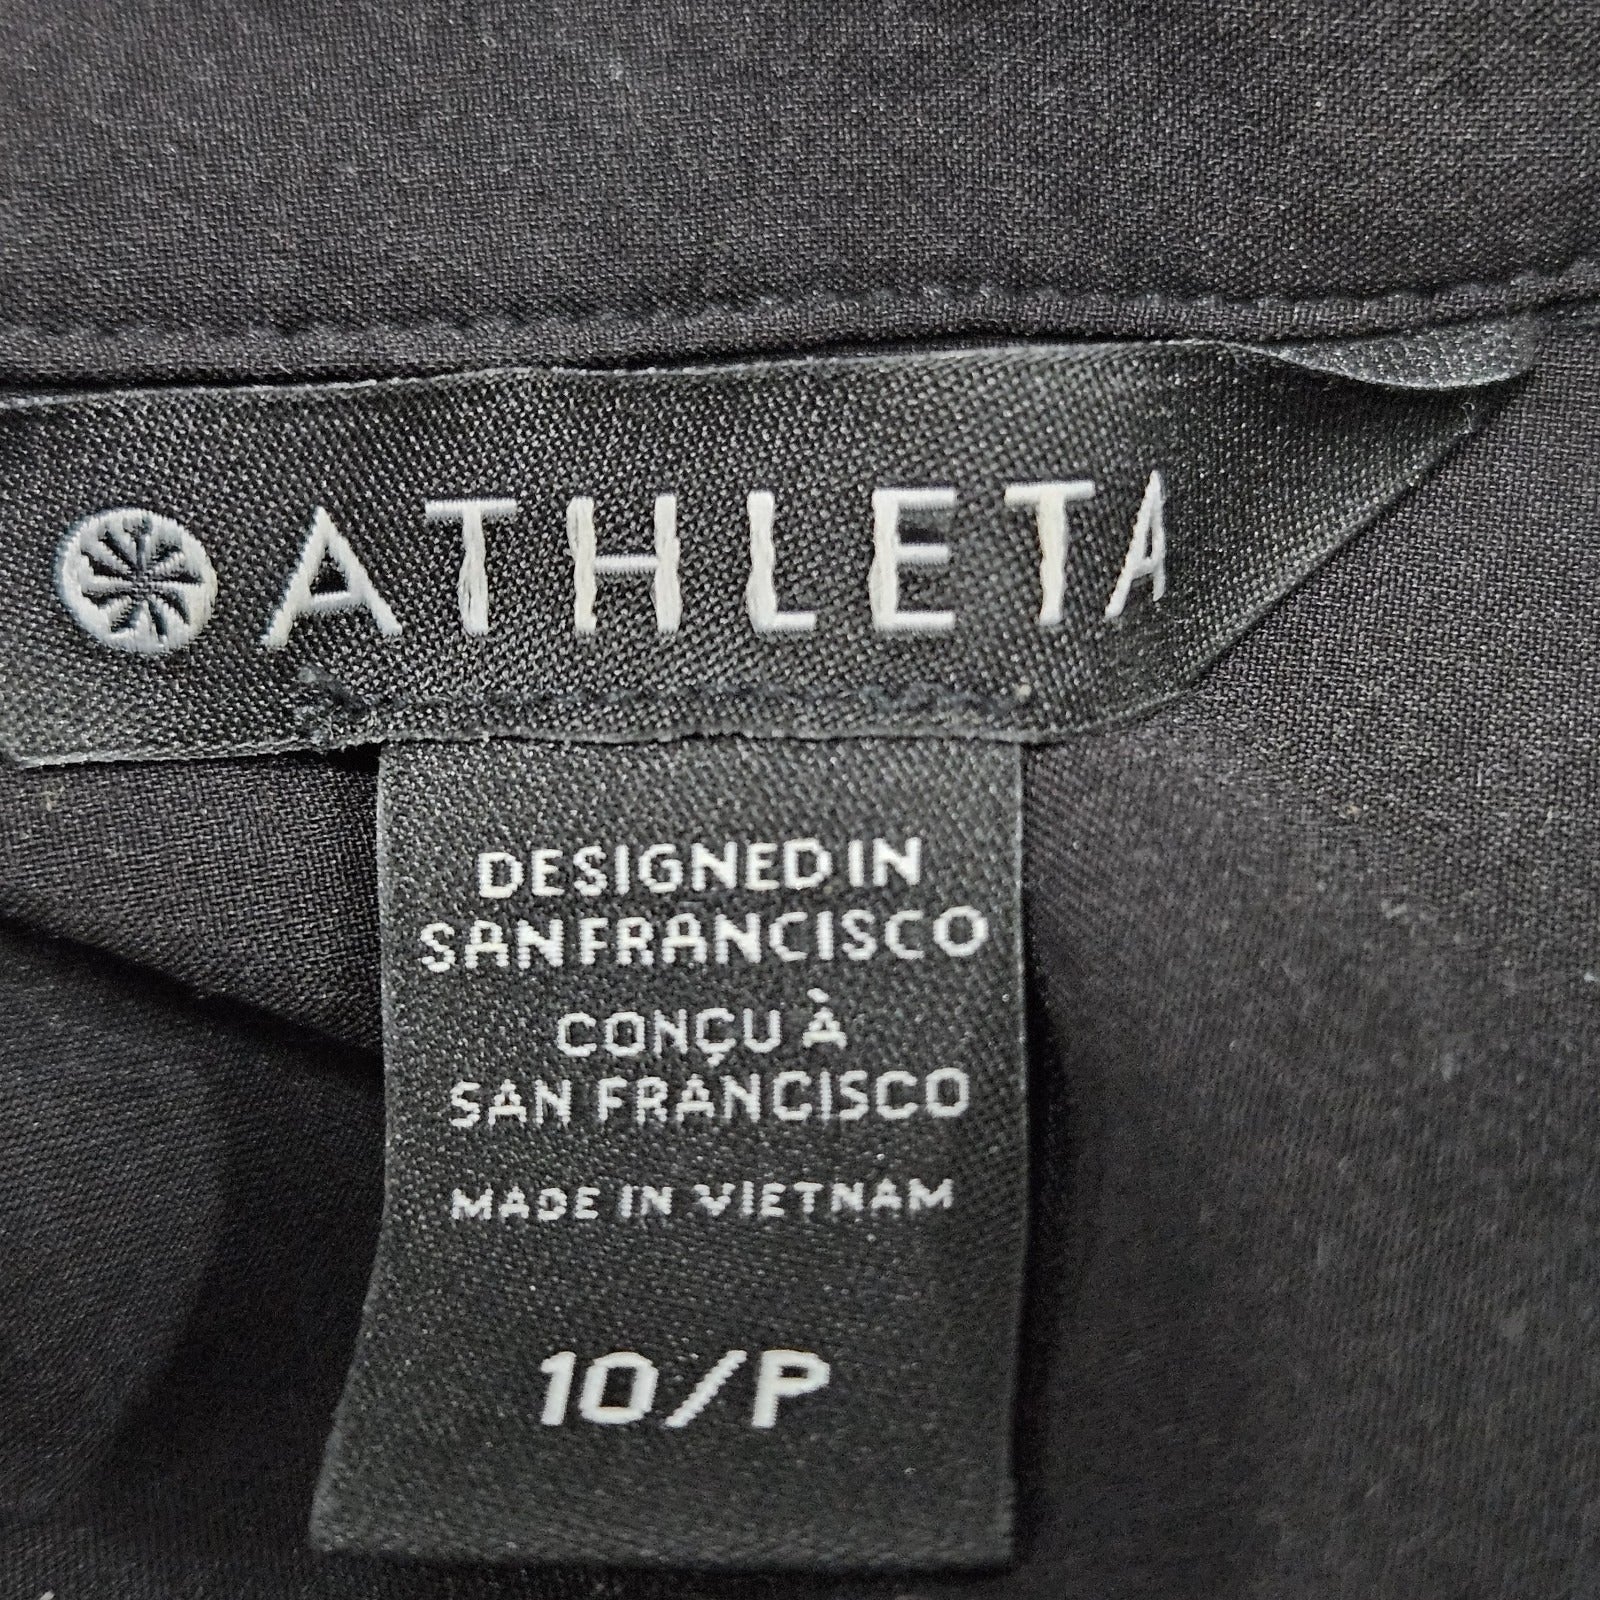 ATHLETA
DESIGNED IN
SAN FRANCISCO
CONÇU À
SAN FRANCISCO
MADE IN VIETNAM
10/P